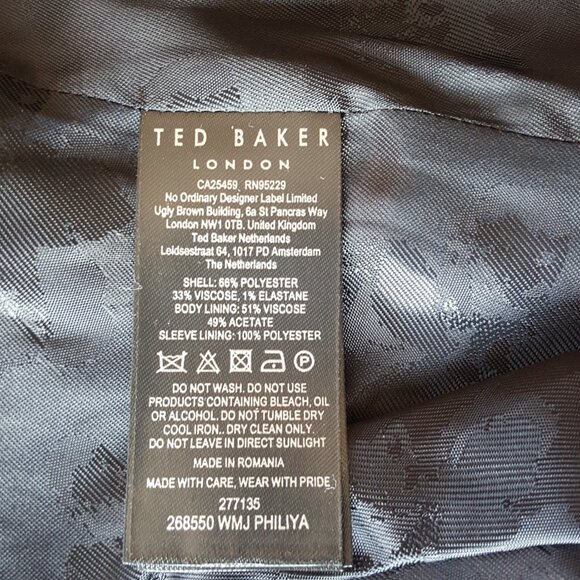 TED BAKER
LONDON
CA25459, RN95229
No Ordinary Designer Label Limited
Ugly Brown Building, 6a St Pancras Way
London NW1 0TB, United Kingdom
Ted Baker Netherlands
Leidsestraat 64, 1017 PD Amsterdam
The Netherlands
SHELL: 66% POLYESTER
33% VISCOSE, 1% ELASTANE
BODY LINING: 51% VISCOSE
49% ACETATE
SLEEVE LINING: 100% POLYESTER
P
DO NOT WASH. DO NOT USE
PRODUCTS CONTAINING BLEACH, OIL
OR ALCOHOL. DO NOT TUMBLE DRY
COOL IRON.. DRY CLEAN ONLY.
DO NOT LEAVE IN DIRECT SUNLIGHT
MADE IN ROMANIA
MADE WITH CARE, WEAR WITH PRIDE
277135
268550 WMJ PHILIYA